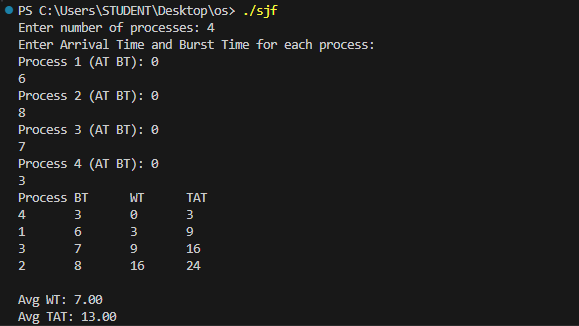 PS C:\Users\STUDENT\Desktop\os> ./sjf
Enter number of processes: 4
Enter Arrival Time and Burst Time for each process:
Process 1 (AT BT): 0
6
Process 2 (AT BT): 0
8
Process 3 (AT BT): 0
7
Process 4 (AT BT): 0
3
Process BT WT TAT
4 3 0 3
1 6 3 9
3 7 9 16
2 8 16 24
Avg WT: 7.00
Avg TAT: 13.00